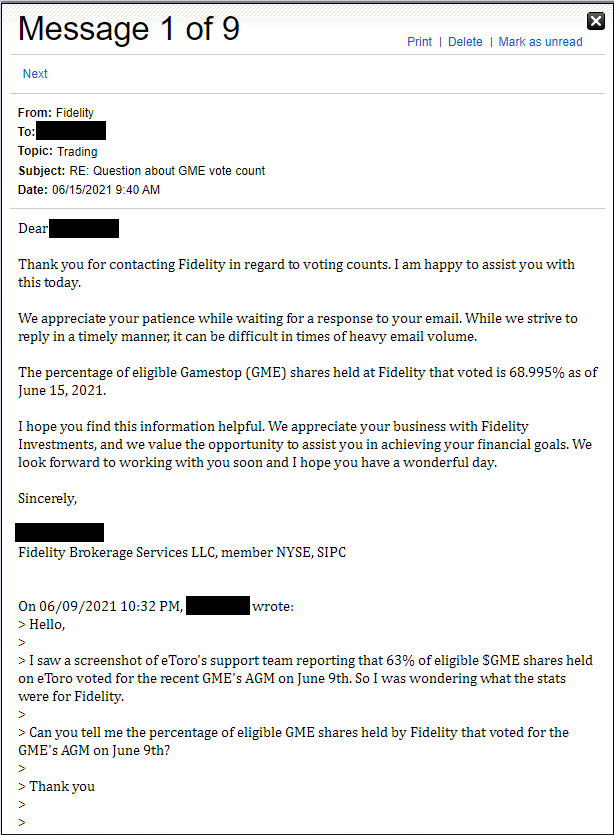 Message 1 of 9
Print | Delete | Mark as unread
Next
From: Fidelity
To:
Topic: Trading
Subject: RE: Question about GME vote count
Date: 06/15/2021 9:40 AM
Dear
Thank you for contacting Fidelity in regard to voting counts. I am happy to assist you with
this today.
We appreciate your patience while waiting for a response to your email. While we strive to
reply in a timely manner, it can be difficult in times of heavy email volume.
The percentage of eligible Gamestop (GME) shares held at Fidelity that voted is 68.995% as of
June 15, 2021.
I hope you find this information helpful. We appreciate your business with Fidelity
Investments, and we value the opportunity to assist you in achieving your financial goals. We
look forward to working with you soon and I hope you have a wonderful day.
Sincerely,
Fidelity Brokerage Services LLC, member NYSE, SIPC
On 06/09/2021 10:32 PM, wrote:
> Hello,
>
> I saw a screenshot of eToro's support team reporting that 63% of eligible $GME shares held
on eToro voted for the recent GME's AGM on June 9th. So I was wondering what the stats
were for Fidelity.
>
> Can you tell me the percentage of eligible GME shares held by Fidelity that voted for the
GME's AGM on June 9th?
>
> Thank you
>
>